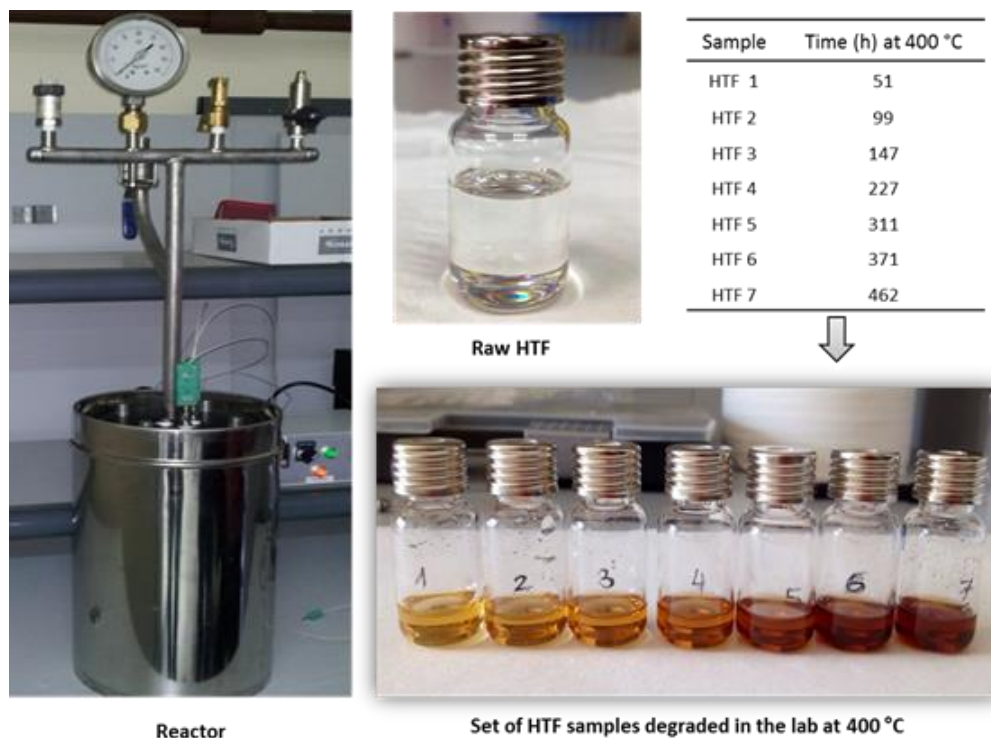 Sample Time (h) at 400 °C
HTF 1 51
HTF 2 99
HTF 3 147
HTF 4 227
HTF 5 311
HTF 6 371
HTF 7 462
Raw HTF
1 2 3 4 5 6 7
Reactor
Set of HTF samples degraded in the lab at 400 °C